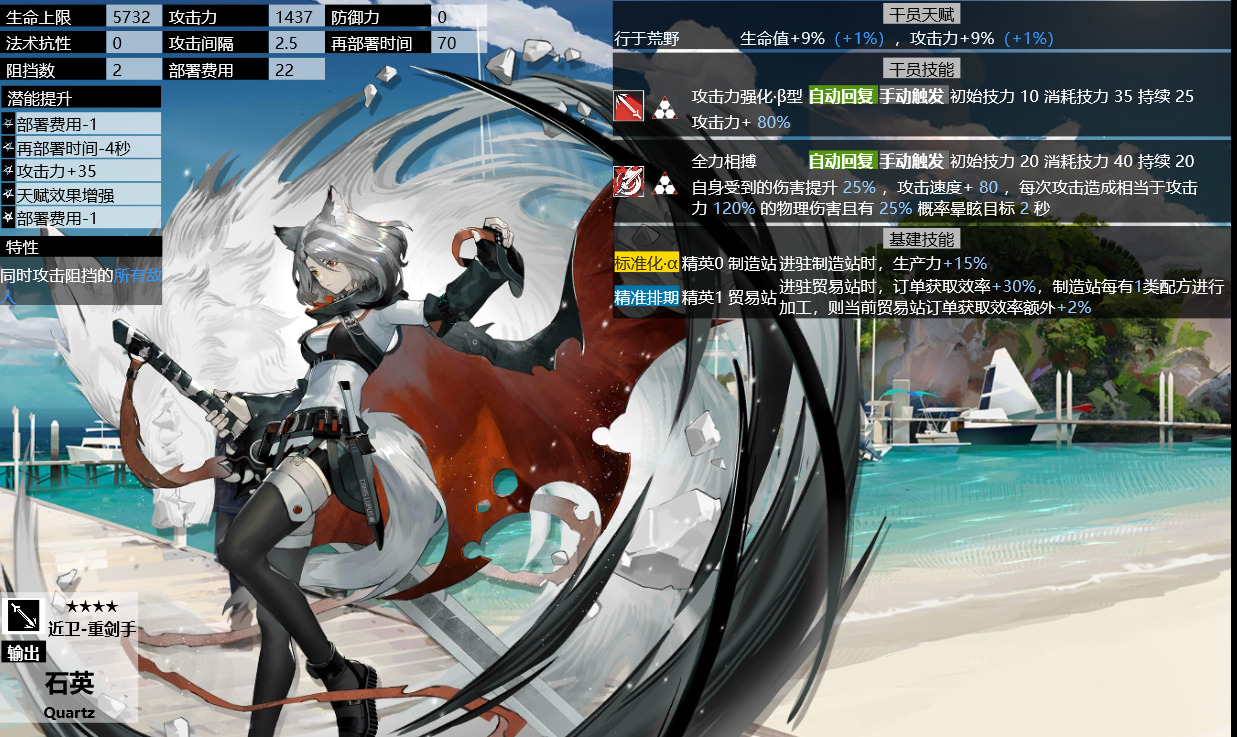 生命上限 5732 攻击力 1437 防御力 0
法术抗性 0 攻击间隔 2.5 再部署时间 70
阻挡数 2 部署费用 22
潜能提升
部署费用-1
再部署时间-4秒
攻击力+35
天赋效果增强
部署费用-1
特性
同时攻击阻挡的所有敌
人
干员天赋
行于荒野 生命值+9%（+1%），攻击力+9%（+1%）
干员技能
攻击力强化·β型 自动回复 手动触发 初始技力 10 消耗技力 35 持续 25
攻击力+ 80%
全力相搏 自动回复 手动触发 初始技力 20 消耗技力 40 持续 20
自身受到的伤害提升 25% ，攻击速度+ 80 ，每次攻击造成相当于攻击
力 120% 的物理伤害且有 25% 概率晕眩目标 2 秒
基建技能
标准化·α 精英0 制造站 进驻制造站时，生产力+15%
精准排期 精英1 贸易站 进驻贸易站时，订单获取效率+30%，制造站每有1类配方进行
加工，则当前贸易站订单获取效率额外+2%
★★★★
近卫-重剑手
输出
石英
Quartz